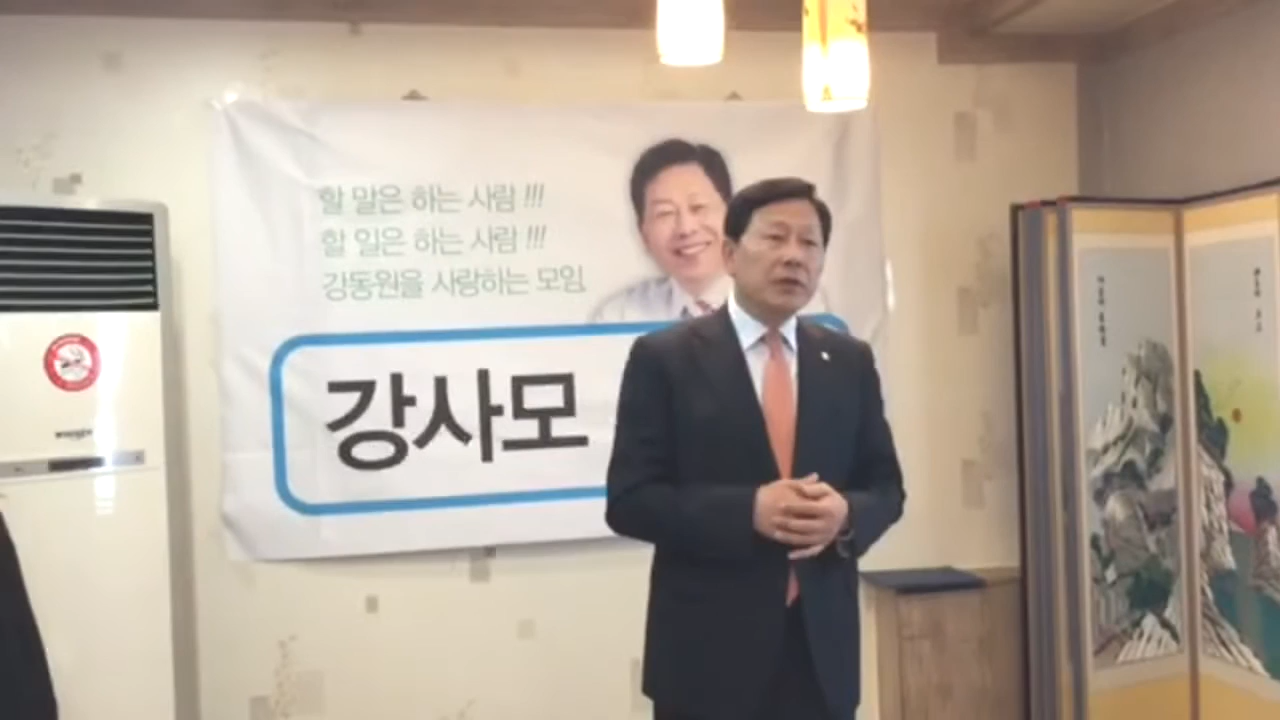 할 말은 하는 사람 !!!
할 일은 하는 사람 !!!
강동원을 사랑하는 모임
강사모